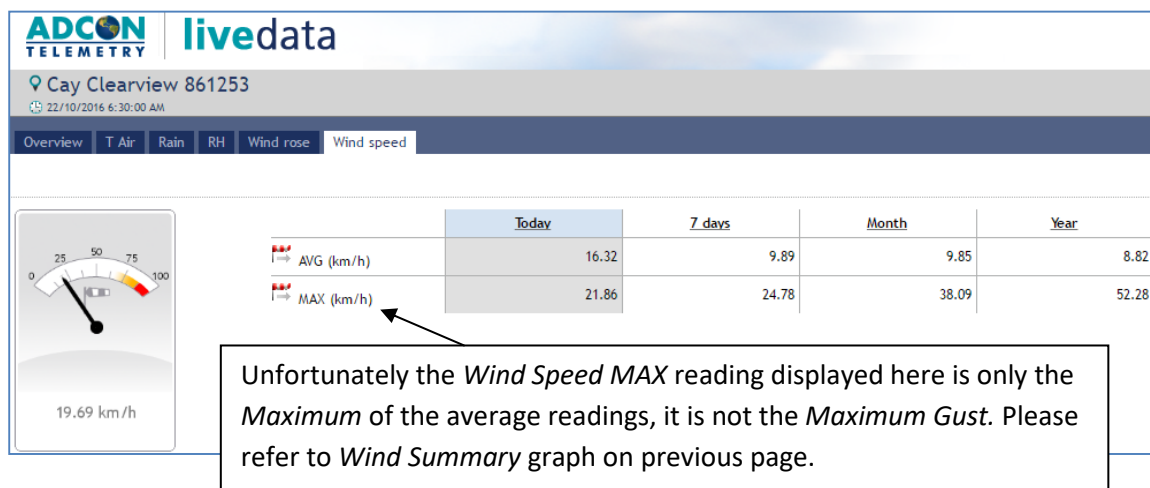 ADCON TELEMETRY livedata
Cay Clearview 861253
22/10/2016 6:30:00 AM
Overview T Air Rain RH Wind rose Wind speed
Today 7 days Month Year
AVG (km/h) 16.32 9.89 9.85 8.82
MAX (km/h) 21.86 24.78 38.09 52.28
0 25 50 75 100
19.69 km/h
Unfortunately the Wind Speed MAX reading displayed here is only the
Maximum of the average readings, it is not the Maximum Gust. Please
refer to Wind Summary graph on previous page.